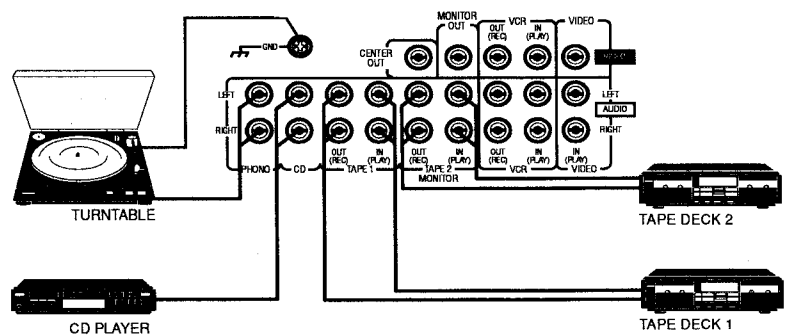 MONITOR OUT
VCR
VIDEO
OUT (REC)
IN (PLAY)
GND
CENTER OUT
VIDEO
LEFT
LEFT
AUDIO
RIGHT
RIGHT
OUT (REC)
IN (PLAY)
OUT (REC)
IN (PLAY)
OUT (REC)
IN (PLAY)
IN (PLAY)
PHONO
CD
TAPE 1
TAPE 2 MONITOR
VCR
VIDEO
TURNTABLE
TAPE DECK 2
CD PLAYER
TAPE DECK 1